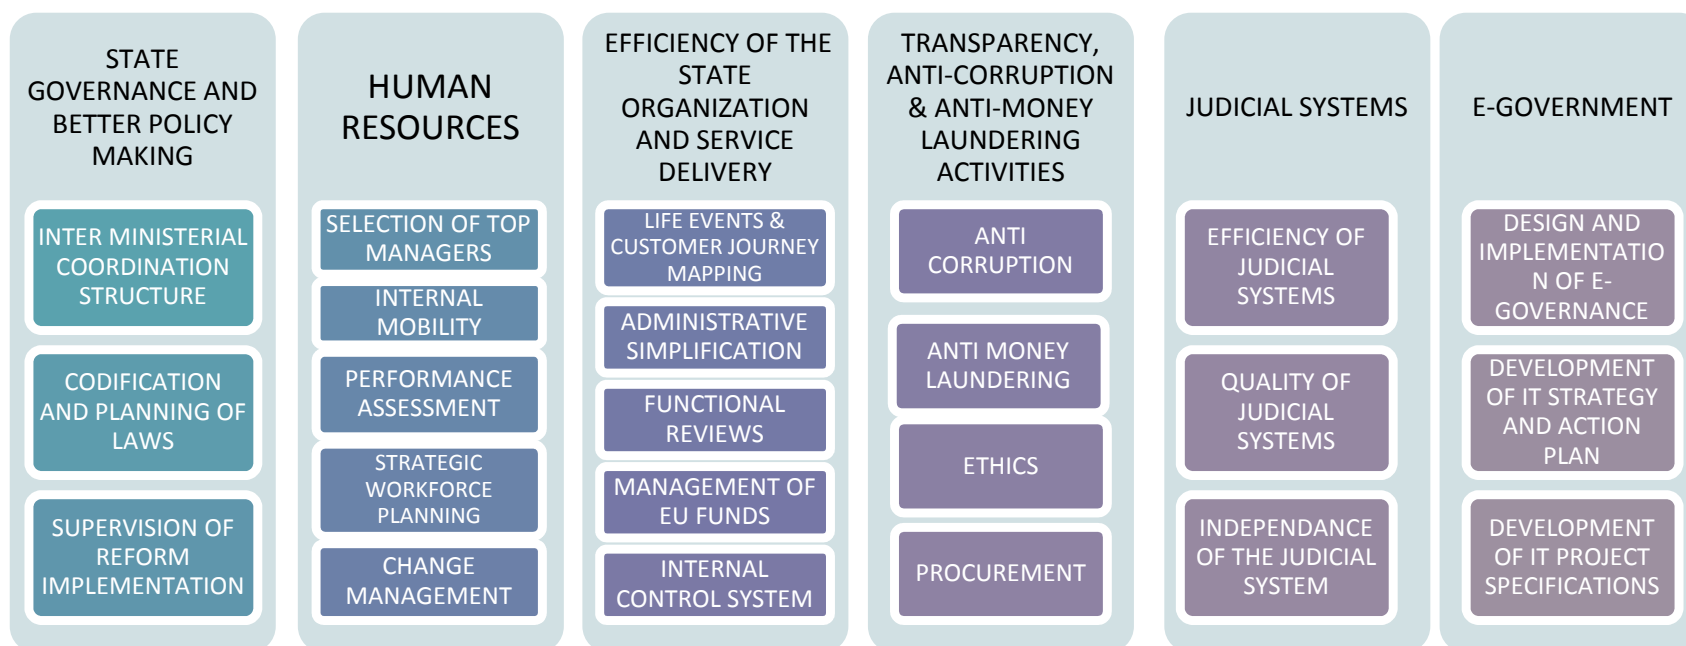 STATE
GOVERNANCE AND
BETTER POLICY
MAKING
INTER MINISTERIAL
COORDINATION
STRUCTURE
CODIFICATION
AND PLANNING OF
LAWS
SUPERVISION OF
REFORM
IMPLEMENTATION
HUMAN
RESOURCES
SELECTION OF TOP
MANAGERS
INTERNAL
MOBILITY
PERFORMANCE
ASSESSMENT
STRATEGIC
WORKFORCE
PLANNING
CHANGE
MANAGEMENT
EFFICIENCY OF THE
STATE
ORGANIZATION
AND SERVICE
DELIVERY
LIFE EVENTS &
CUSTOMER JOURNEY
MAPPING
ADMINISTRATIVE
SIMPLIFICATION
FUNCTIONAL
REVIEWS
MANAGEMENT OF
EU FUNDS
INTERNAL
CONTROL SYSTEM
TRANSPARENCY,
ANTI-CORRUPTION
& ANTI-MONEY
LAUNDERING
ACTIVITIES
ANTI
CORRUPTION
ANTI MONEY
LAUNDERING
ETHICS
PROCUREMENT
JUDICIAL SYSTEMS
EFFICIENCY OF
JUDICIAL
SYSTEMS
QUALITY OF
JUDICIAL
SYSTEMS
INDEPENDANCE
OF THE JUDICIAL
SYSTEM
E-GOVERNMENT
DESIGN AND
IMPLEMENTATIO
N OF E-
GOVERNANCE
DEVELOPMENT
OF IT STRATEGY
AND ACTION
PLAN
DEVELOPMENT
OF IT PROJECT
SPECIFICATIONS